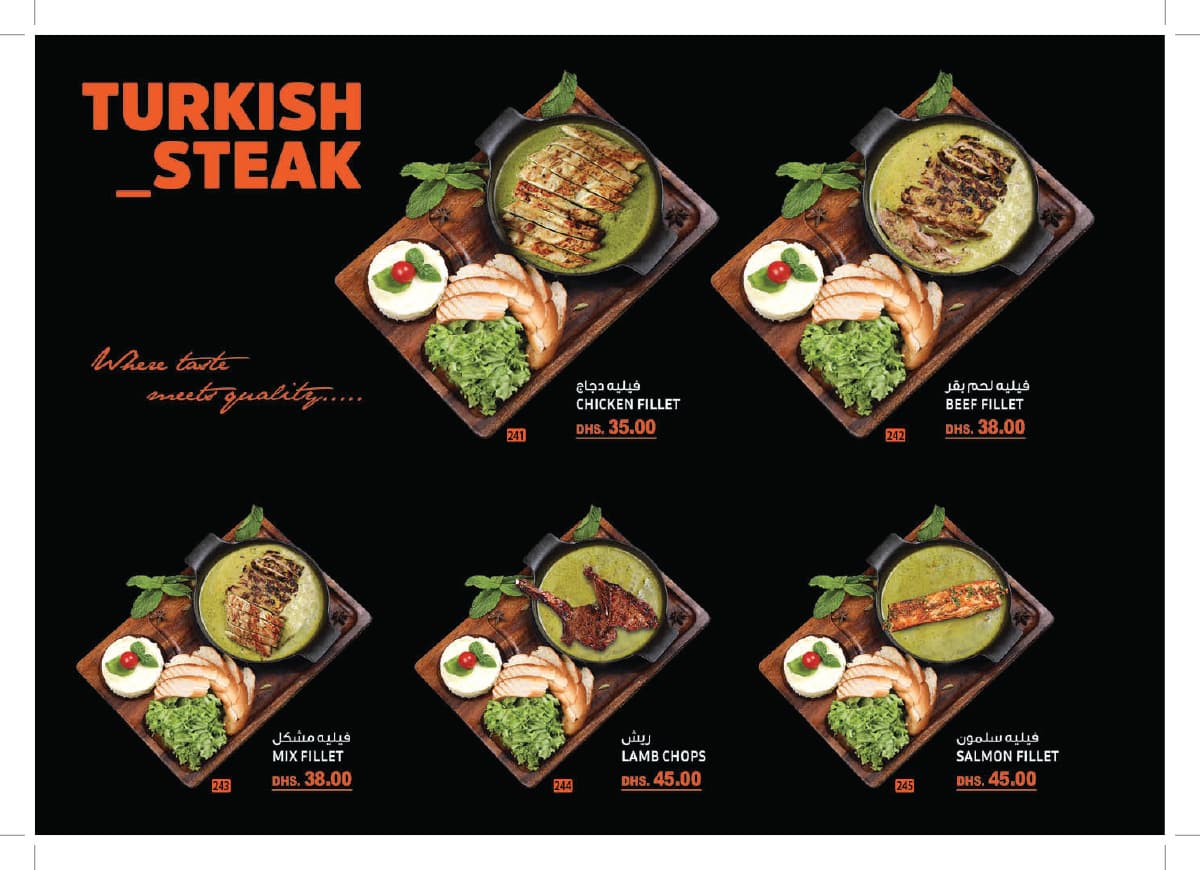 TURKISH
_STEAK
Where taste
meets quality.....
فيليه دجاج
CHICKEN FILLET
DHS. 35.00
241
فيليه لحم بقر
BEEF FILLET
DHS. 38.00
242
فيليه مشكل
MIX FILLET
DHS. 38.00
243
ريش
LAMB CHOPS
DHS. 45.00
244
فيليه سلمون
SALMON FILLET
DHS. 45.00
245